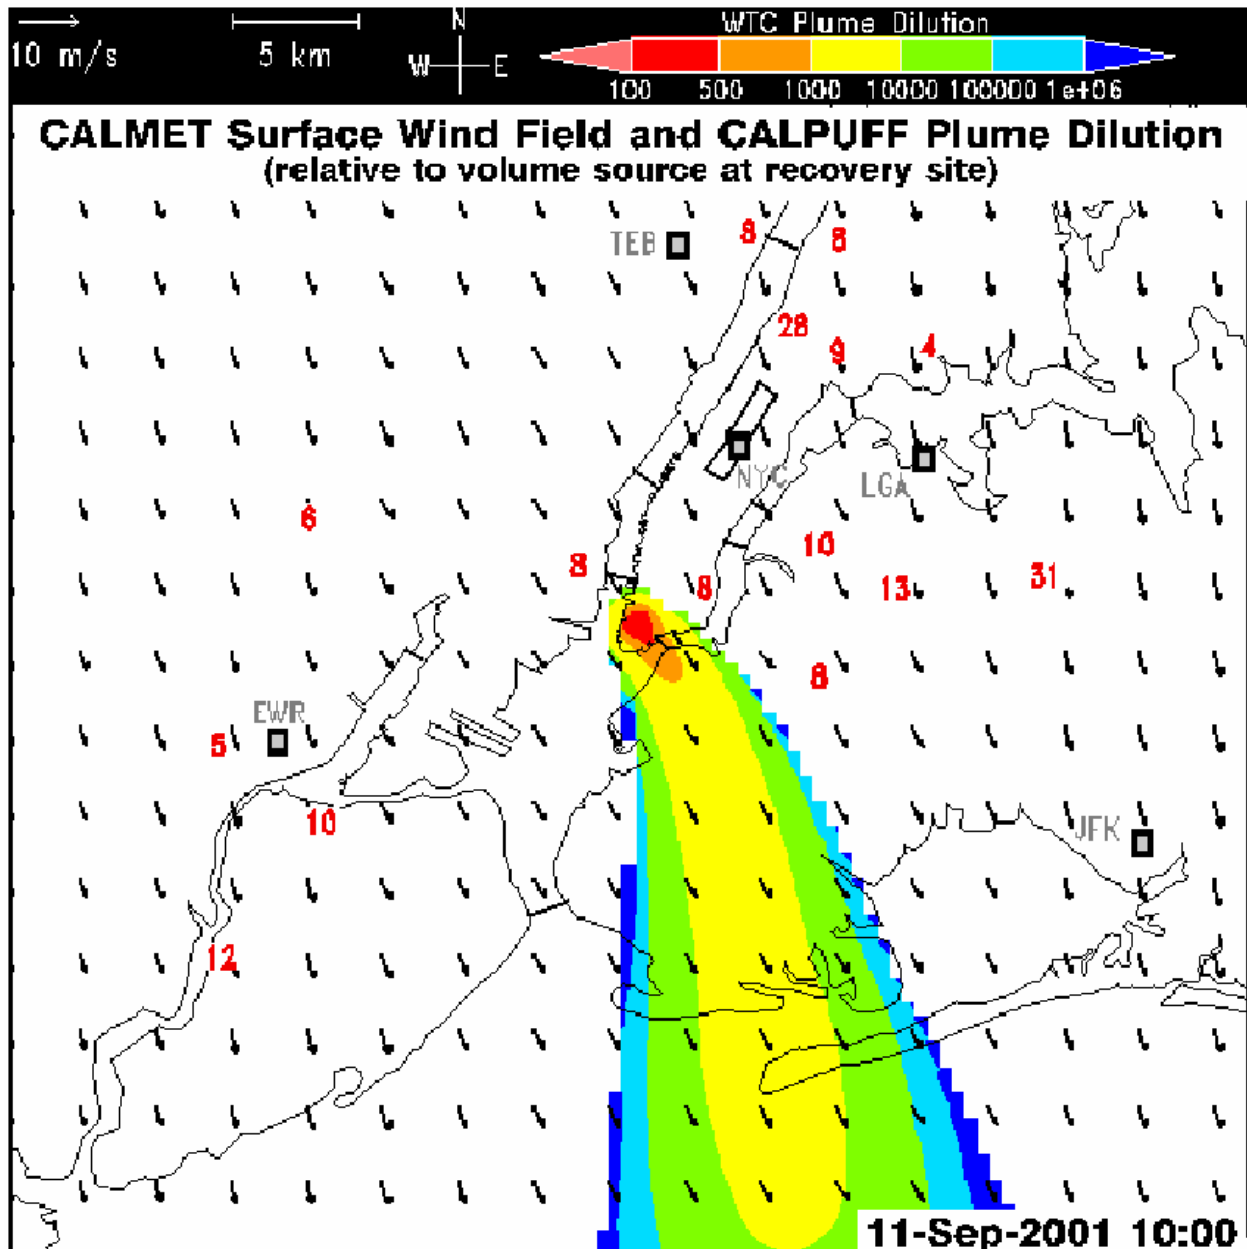 N
WTC Plume Dilution
10 m/s
5 km
W
E
100 500 1000 10000 100000 1e+06
CALMET Surface Wind Field and CALPUFF Plume Dilution
(relative to volume source at recovery site)
TEB
8
8
28
9
4
NYC
LGA
6
10
8
8
13
31
8
EWR
5
10
JFK
12
11-Sep-2001 10:00